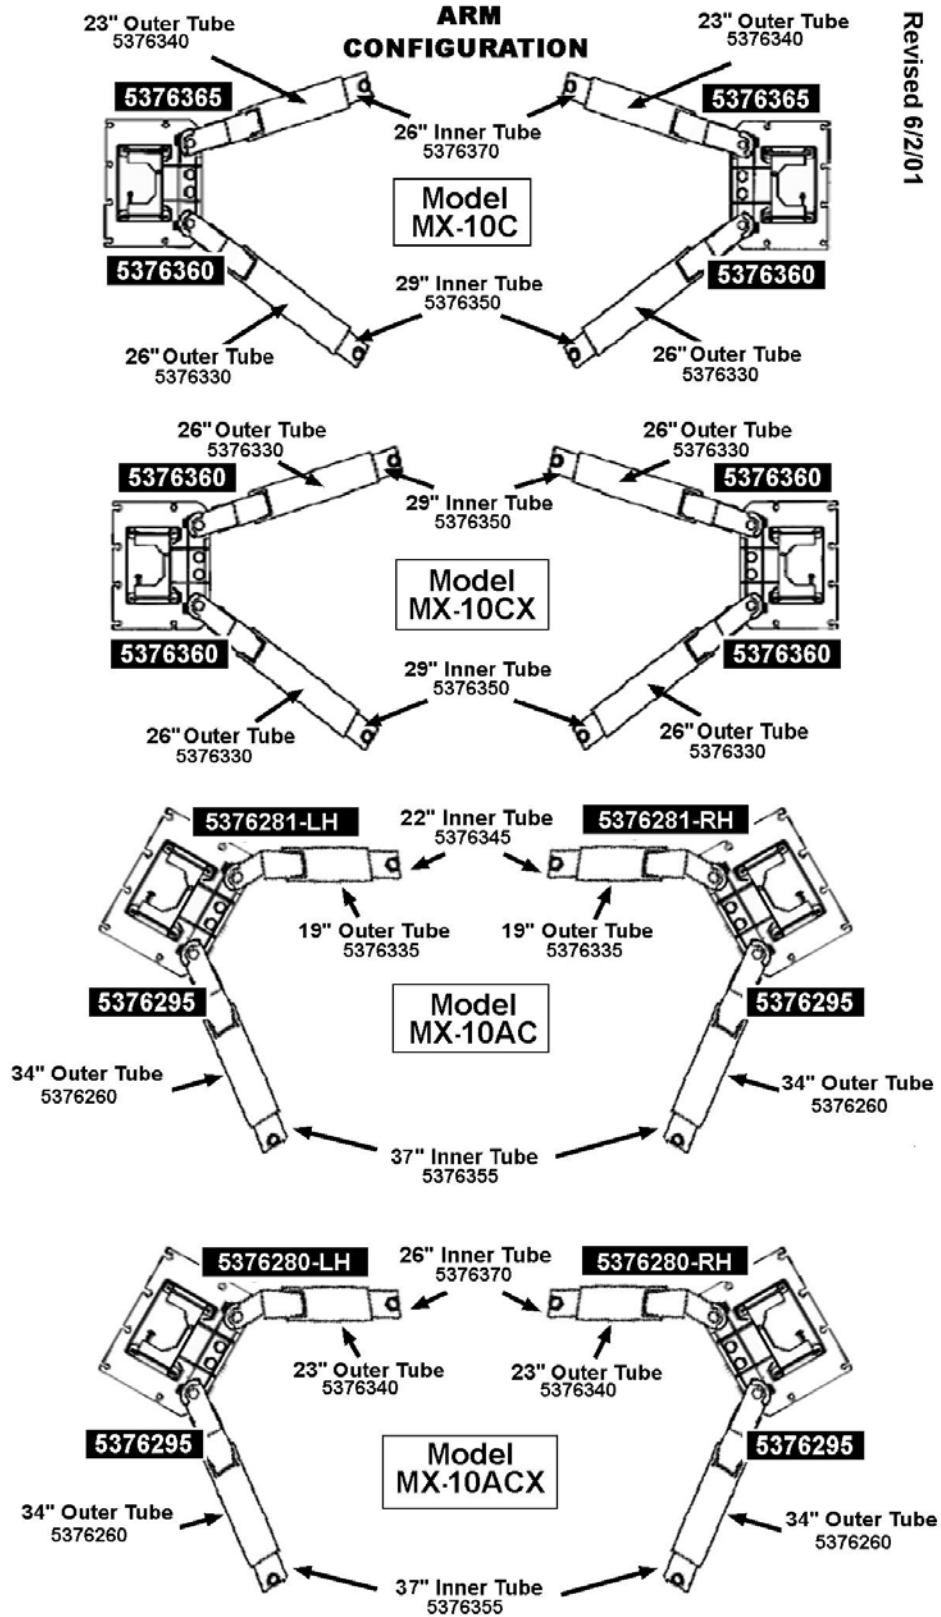 ARM
CONFIGURATION
Revised 6/2/01
23" Outer Tube
5376340
23" Outer Tube
5376340
5376365
5376365
26" Inner Tube
5376370
Model
MX-10C
5376360
5376360
29" Inner Tube
5376350
26" Outer Tube
5376330
26" Outer Tube
5376330
26" Outer Tube
5376330
26" Outer Tube
5376330
5376360
5376360
29" Inner Tube
5376350
Model
MX-10CX
5376360
5376360
29" Inner Tube
5376350
26" Outer Tube
5376330
26" Outer Tube
5376330
5376281-LH
22" Inner Tube
5376345
5376281-RH
19" Outer Tube
5376335
19" Outer Tube
5376335
5376295
Model
MX-10AC
5376295
34" Outer Tube
5376260
34" Outer Tube
5376260
37" Inner Tube
5376355
5376280-LH
26" Inner Tube
5376370
5376280-RH
23" Outer Tube
5376340
23" Outer Tube
5376340
5376295
Model
MX-10ACX
5376295
34" Outer Tube
5376260
34" Outer Tube
5376260
37" Inner Tube
5376355